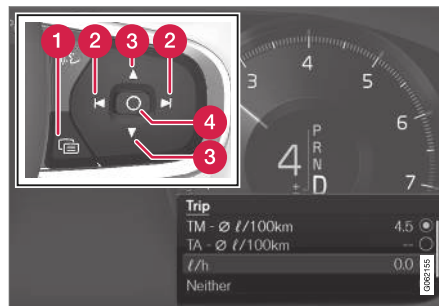 1
2
3
2
4
3
3
4
5
6
7
P
R
N
± D
4
Trip
TM - Ø ℓ/100km 4.5
TA - Ø ℓ/100km --
ℓ/h 0.0
Neither
G062155